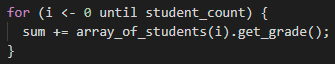 for (i <- 0 until student_count) {
  sum += array_of_students(i).get_grade();
}